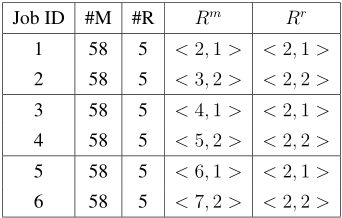 Job ID #M #R R^m R^r
1 58 5 < 2, 1 > < 2, 1 >
2 58 5 < 3, 2 > < 2, 2 >
3 58 5 < 4, 1 > < 2, 1 >
4 58 5 < 5, 2 > < 2, 2 >
5 58 5 < 6, 1 > < 2, 1 >
6 58 5 < 7, 2 > < 2, 2 >